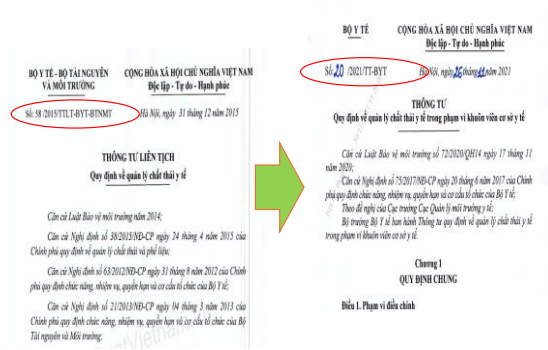 BỘ Y TẾ - BỘ TÀI NGUYÊN
VÀ MÔI TRƯỜNG
CỘNG HÒA XÃ HỘI CHỦ NGHĨA VIỆT NAM
Độc lập - Tự do - Hạnh phúc
Số: 58 /2015/TTLT-BYT-BTNMT
Hà Nội, ngày 31 tháng 12 năm 2015
THÔNG TƯ LIÊN TỊCH
Quy định về quản lý chất thải y tế
Căn cứ Luật Bảo vệ môi trường năm 2014;
Căn cứ Nghị định số 38/2015/NĐ-CP ngày 24 tháng 4 năm 2015 của
Chính phủ quy định về quản lý chất thải và phế liệu;
Căn cứ Nghị định số 63/2012/NĐ-CP ngày 31 tháng 8 năm 2012 của Chính
phủ quy định chức năng, nhiệm vụ, quyền hạn và cơ cấu tổ chức của Bộ Y tế;
Căn cứ Nghị định số 21/2013/NĐ-CP ngày 04 tháng 3 năm 2013 của
Chính phủ quy định chức năng, nhiệm vụ, quyền hạn và cơ cấu tổ chức của Bộ
Tài nguyên và Môi trường;
BỘ Y TẾ
CỘNG HÒA XÃ HỘI CHỦ NGHĨA VIỆT NAM
Độc lập - Tự do - Hạnh phúc
Số: 20 /2021/TT-BYT
Hà Nội, ngày 26 tháng 11 năm 2021
THÔNG TƯ
Quy định về quản lý chất thải y tế trong phạm vi khuôn viên cơ sở y tế
Căn cứ Luật Bảo vệ môi trường số 72/2020/QH14 ngày 17 tháng 11
năm 2020;
Căn cứ Nghị định số 75/2017/NĐ-CP ngày 20 tháng 6 năm 2017 của Chính
phủ quy định chức năng, nhiệm vụ, quyền hạn và cơ cấu tổ chức của Bộ Y tế;
Theo đề nghị của Cục trưởng Cục Quản lý môi trường y tế;
Bộ trưởng Bộ Y tế ban hành Thông tư quy định về quản lý chất thải y tế
trong phạm vi khuôn viên cơ sở y tế.
Chương I
QUY ĐỊNH CHUNG
Điều 1. Phạm vi điều chỉnh